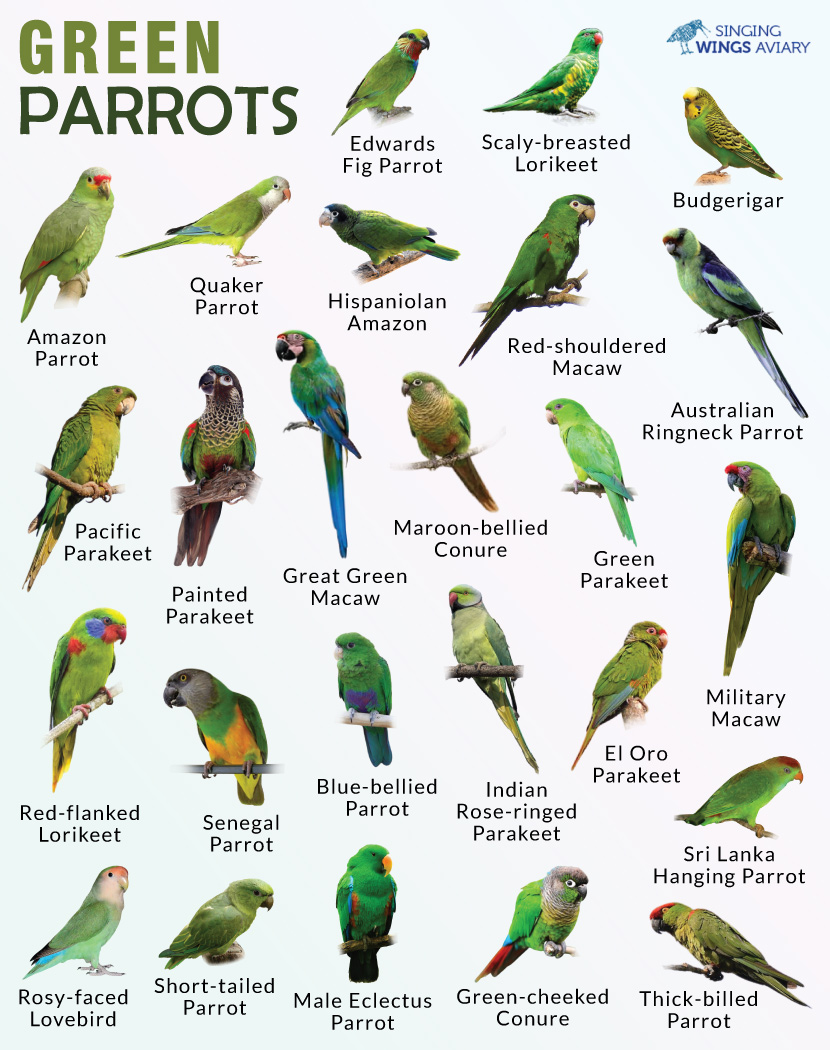 GREEN
PARROTS
SINGING
WINGS AVIARY
Edwards
Fig Parrot
Scaly-breasted
Lorikeet
Budgerigar
Amazon
Parrot
Quaker
Parrot
Hispaniolan
Amazon
Red-shouldered
Macaw
Australian
Ringneck Parrot
Pacific
Parakeet
Painted
Parakeet
Great Green
Macaw
Maroon-bellied
Conure
Green
Parakeet
Military
Macaw
Red-flanked
Lorikeet
Senegal
Parrot
Blue-bellied
Parrot
Indian
Rose-ringed
Parakeet
El Oro
Parakeet
Sri Lanka
Hanging Parrot
Rosy-faced
Lovebird
Short-tailed
Parrot
Male Eclectus
Parrot
Green-cheeked
Conure
Thick-billed
Parrot